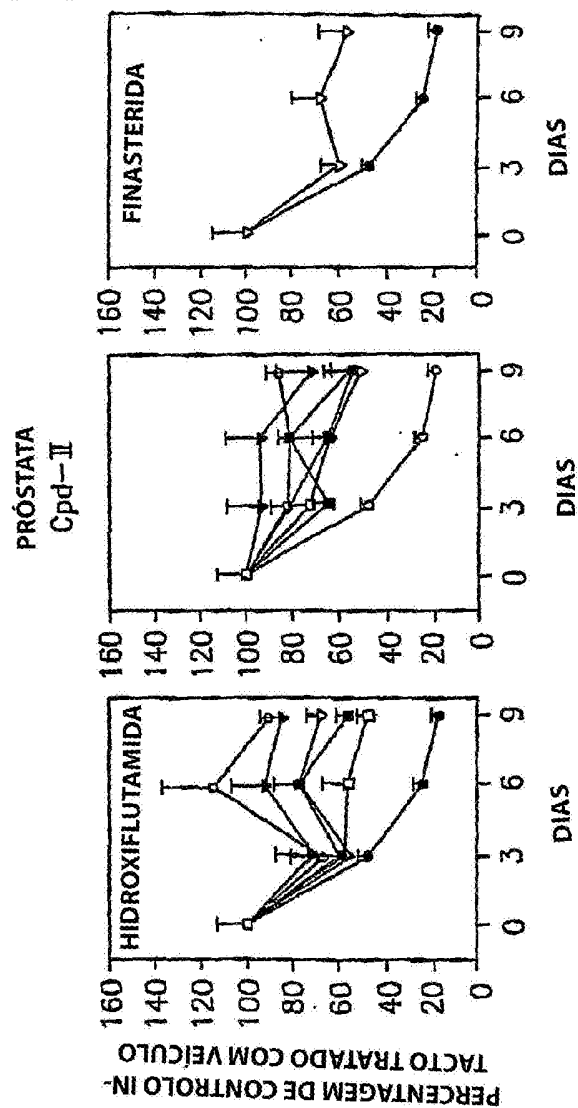 PRÓSTATA
Cpd-II
PERCENTAGEM DE CONTROLO IN-
TACTO TRATADO COM VEÍCULO
HIDROXIFLUTAMIDA
160
140
120
100
80
60
40
20
0
0 3 6 9
DIAS
160
140
120
100
80
60
40
20
0
0 3 6 9
DIAS
FINASTERIDA
160
140
120
100
80
60
40
20
0
0 3 6 9
DIAS